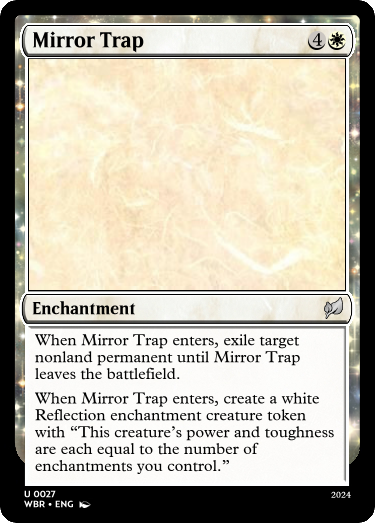 Mirror Trap 4
Enchantment
When Mirror Trap enters, exile target
nonland permanent until Mirror Trap
leaves the battlefield.
When Mirror Trap enters, create a white
Reflection enchantment creature token
with “This creature’s power and toughness
are each equal to the number of
enchantments you control.”
U 0027 2024
WBR • ENG